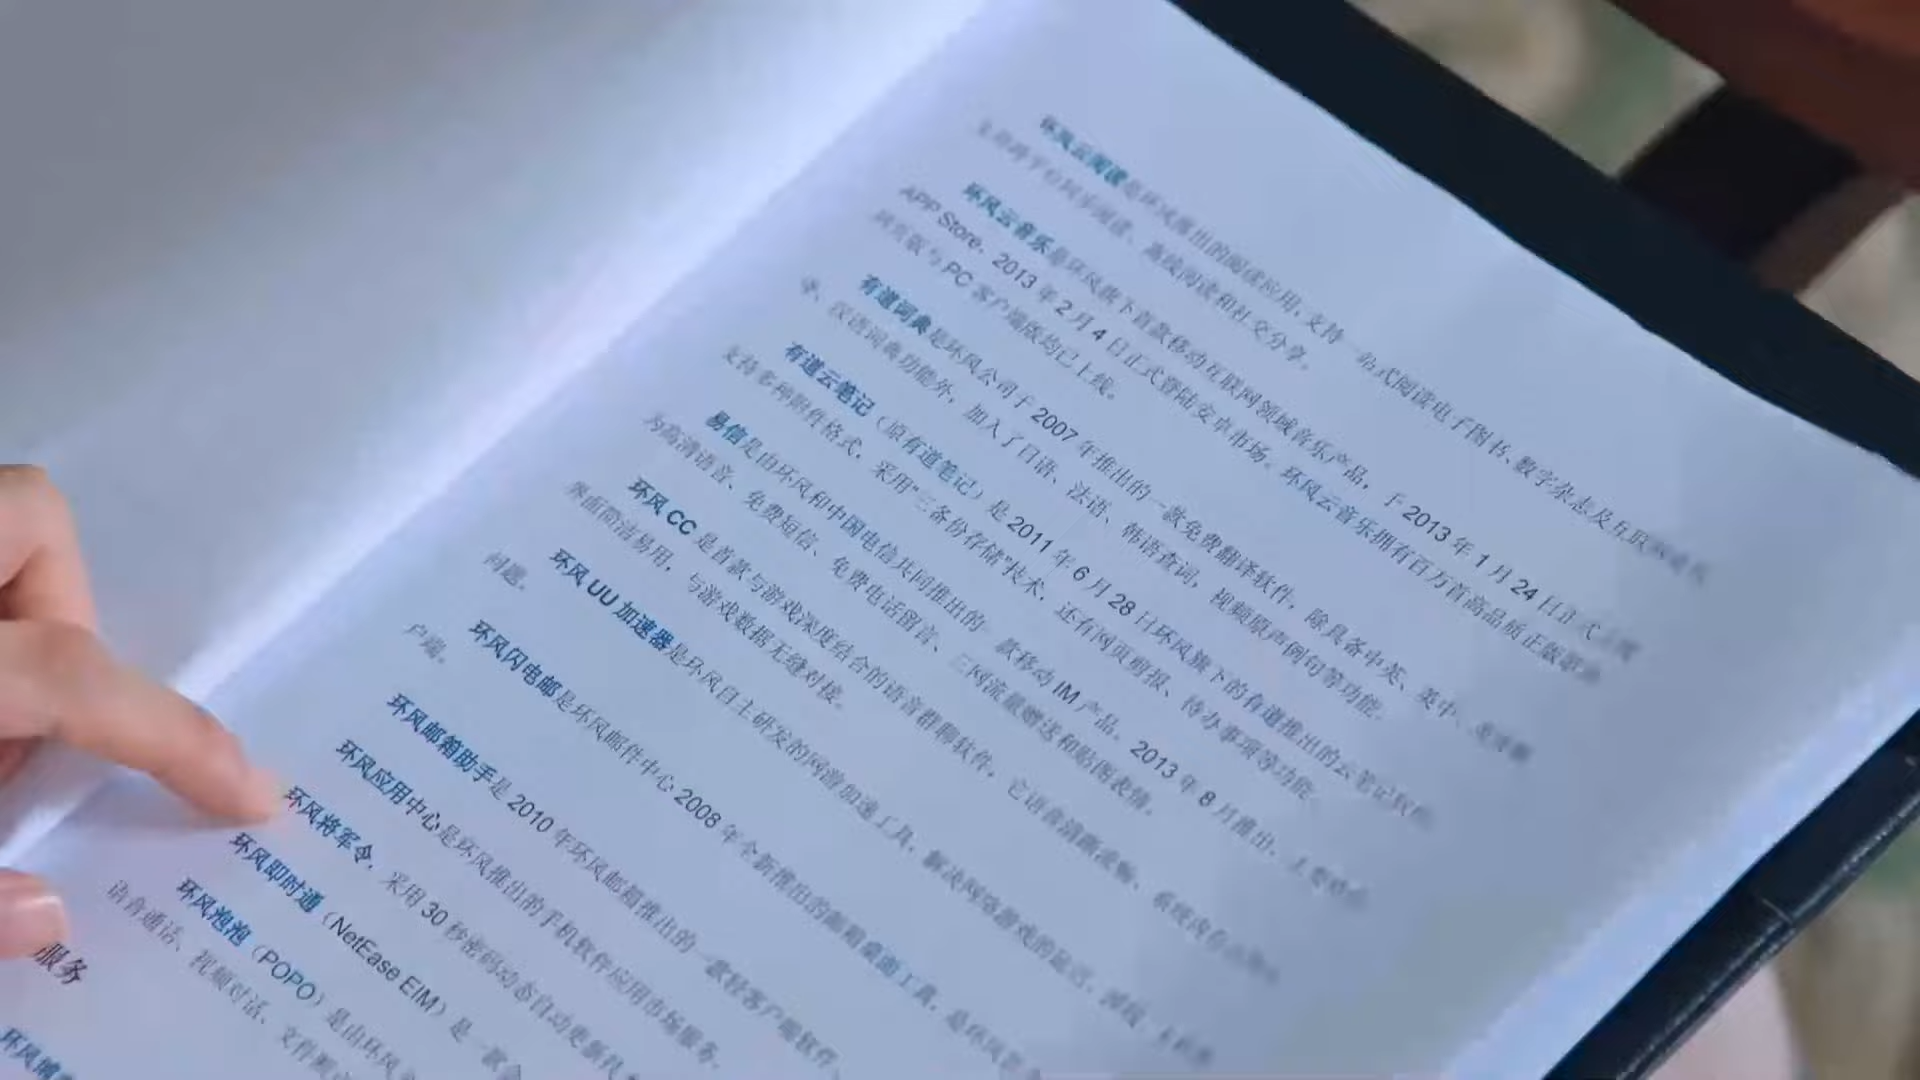 环风云阅读是环风推出的阅读应用，支持一站式阅读电子图书、数字杂志及互联网资讯
离线阅读和社交分享。
环风云音乐是环风旗下首款移动互联网领域音乐产品，于 2013 年 1 月 24 日正式
APP Store。2013 年 2 月 4 日正式登陆安卓市场。环风云音乐拥有百万首高品质正版歌曲
网页版与 PC 客户端版均已上线。
有道词典是环风公司于 2007 年推出的一款免费翻译软件，除具备中英、英中、
汉语词典功能外，加入了日语、法语、韩语查词，视频原声例句等功能。
有道云笔记（原有道笔记）是 2011 年 6 月 28 日环风旗下的有道推出的云笔记软件
支持多种附件格式，采用“三备份存储”技术，还有网页剪报、待办事项等功能。
易信是由环风和中国电信共同推出的一款移动 IM 产品。2013 年 8 月推出，主要特点
为高清语音、免费短信、免费电话留言、三网流量赠送和贴图表情。
环风 CC 是首款与游戏深度结合的语音群聊软件，它语音清晰流畅、系统
界面简洁易用，与游戏数据无缝对接。
环风 UU 加速器是环风自主研发的网游加速工具，解决网络游戏的延迟、掉线
问题。
环风闪电邮是环风邮件中心 2008 年全新推出的邮箱桌面工具，是环风
户端。
环风邮箱助手是 2010 年环风邮箱推出的一款轻客户端软件，
环风应用中心是环风推出的手机软件应用市场服务。
环风将军令，采用 30 秒密码动态自动更新
环风即时通（NetEase EIM）是一款
环风泡泡（POPO）是由环风
语音通话、视频对话、文件
服务
环风